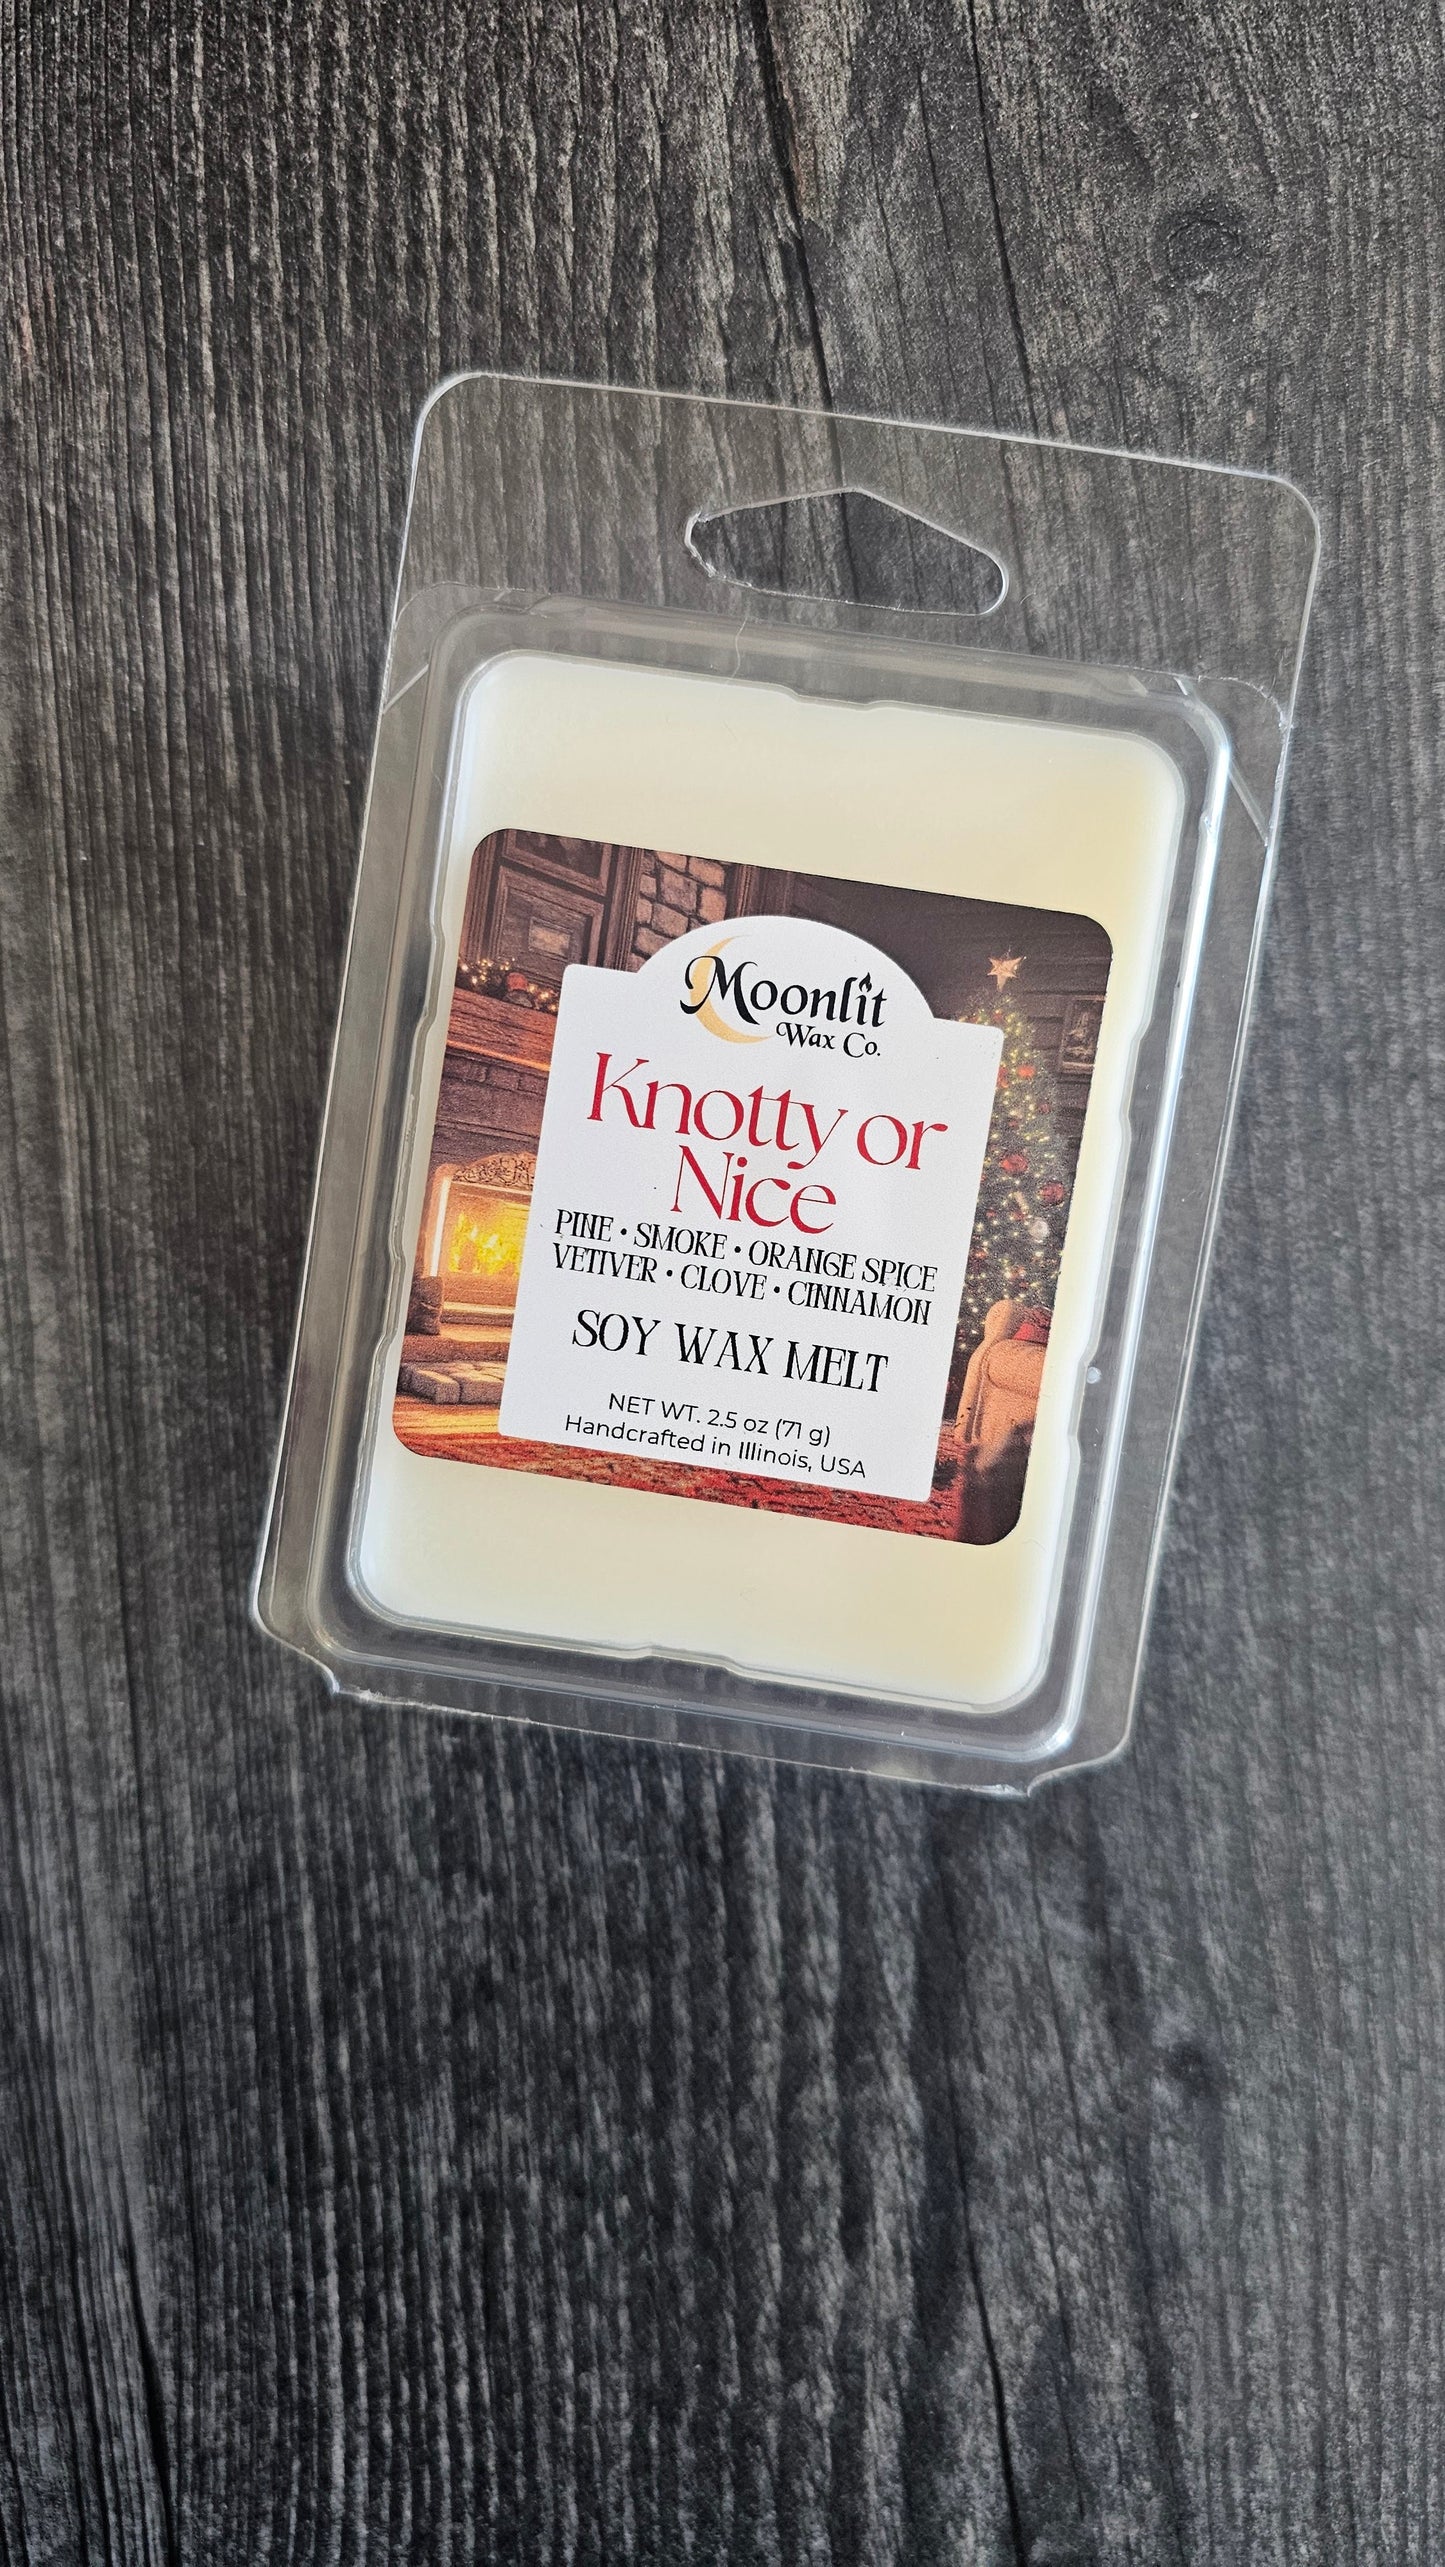 Moonlit
Wax Co.
Knotty or
Nice
PINE • SMOKE • ORANGE SPICE
VETIVER • CLOVE • CINNAMON
SOY WAX MELT
NET WT. 2.5 oz (71 g)
Handcrafted in Illinois, USA